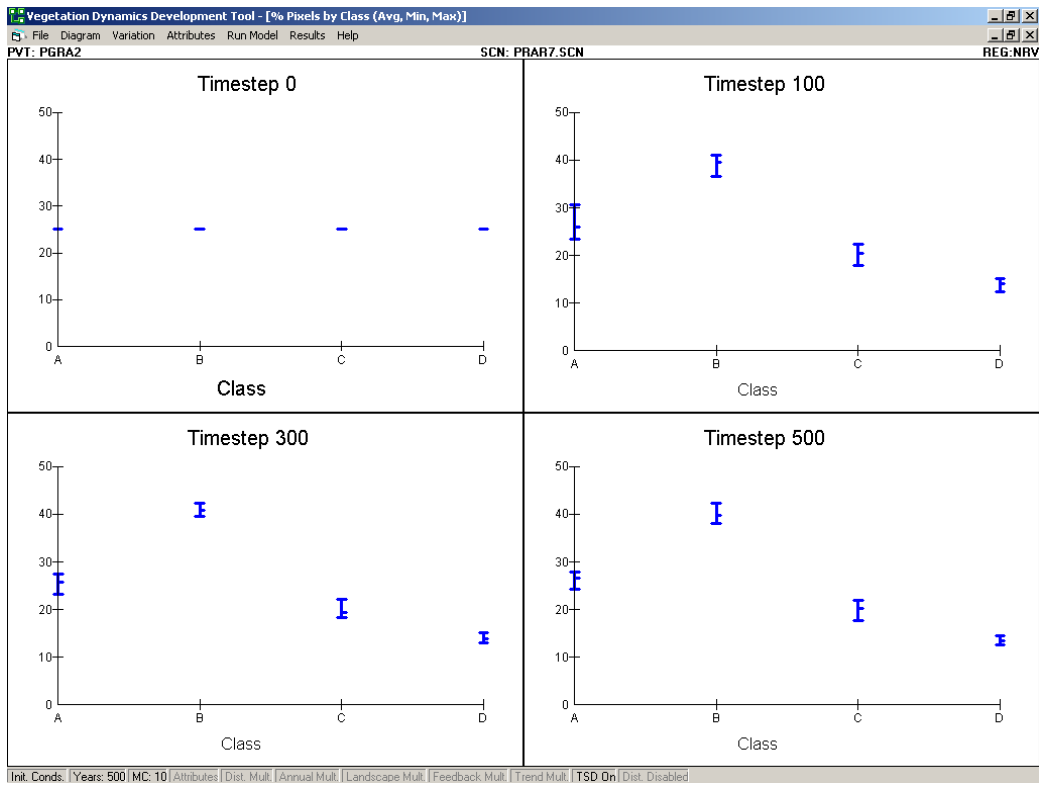 Vegetation Dynamics Development Tool - [% Pixels by Class (Avg, Min, Max)]
File Diagram Variation Attributes Run Model Results Help
PVT: PGRA2 SCN: PRAR7.SCN REG:NRV
Timestep 0
50
40
30
20
10
0
A B C D
Class
Timestep 100
50
40
30
20
10
0
A B C D
Class
Timestep 300
50
40
30
20
10
0
A B C D
Class
Timestep 500
50
40
30
20
10
0
A B C D
Class
Init. Conds. Years: 500 MC: 10 Attributes Dist. Mult. Annual Mult. Landscape Mult. Feedback Mult. Trend Mult. TSD On Dist. Disabled